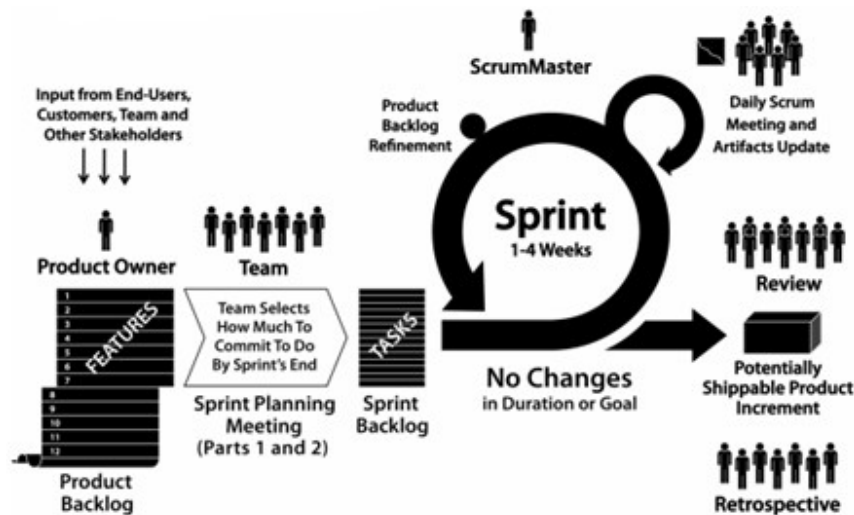 Input from End-Users,
Customers, Team and
Other Stakeholders
Product Owner
1
2
3
4
5
6
7
FEATURES
8
9
10
11
12
Product
Backlog
Team
Team Selects
How Much To
Commit To Do
By Sprint's End
Sprint Planning
Meeting
(Parts 1 and 2)
TASKS
Sprint
Backlog
ScrumMaster
Product
Backlog
Refinement
Sprint
1-4 Weeks
No Changes
in Duration or Goal
Daily Scrum
Meeting and
Artifacts Update
Review
Potentially
Shippable Product
Increment
Retrospective